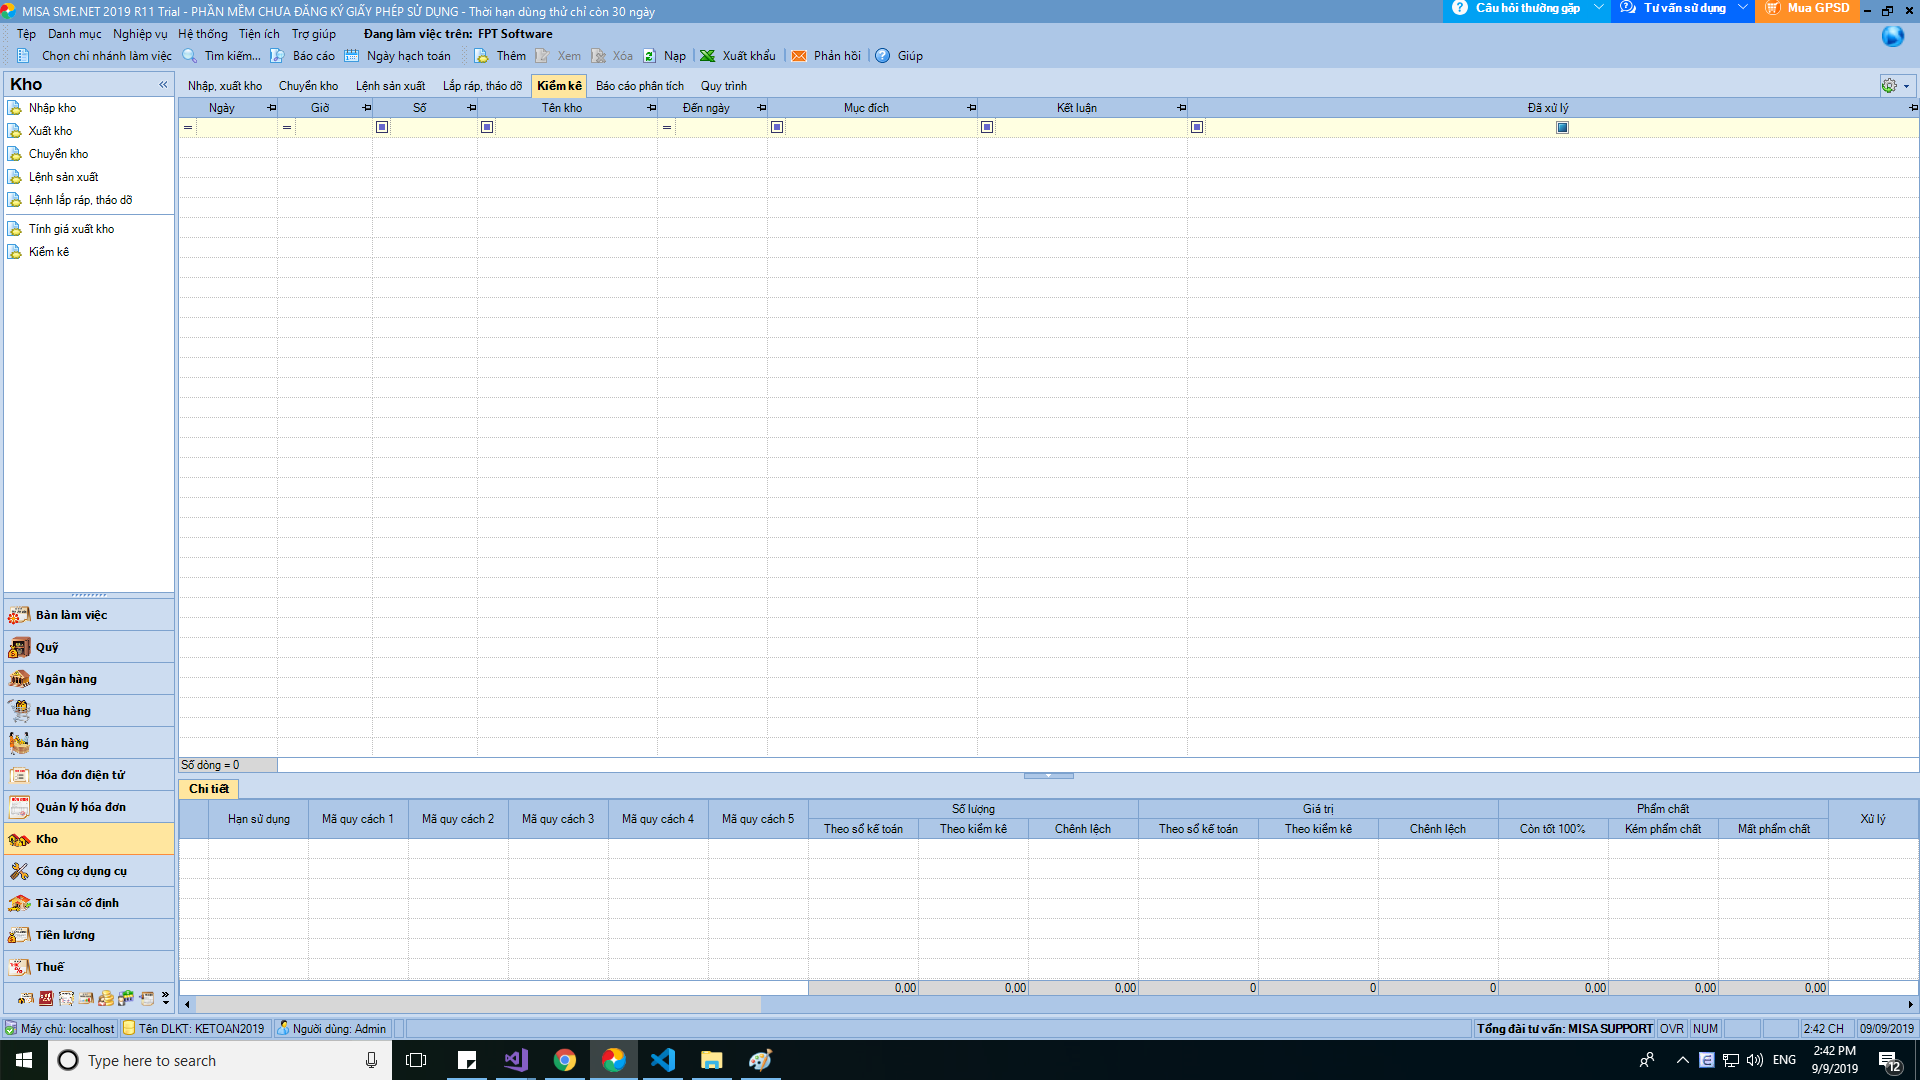 MISA SME.NET 2019 R11 Trial - PHẦN MỀM CHƯA ĐĂNG KÝ GIẤY PHÉP SỬ DỤNG - Thời hạn dùng thử chỉ còn 30 ngày
Câu hỏi thường gặp Tư vấn sử dụng Mua GPSD
Tệp Danh mục Nghiệp vụ Hệ thống Tiện ích Trợ giúp Đang làm việc trên: FPT Software
Chọn chi nhánh làm việc Tìm kiếm... Báo cáo Ngày hạch toán Thêm Xem Xóa Nạp Xuất khẩu Phản hồi Giúp
Kho «
Nhập kho
Xuất kho
Chuyển kho
Lệnh sản xuất
Lệnh lắp ráp, tháo dỡ
Tính giá xuất kho
Kiểm kê
Nhập, xuất kho Chuyển kho Lệnh sản xuất Lắp ráp, tháo dỡ Kiểm kê Báo cáo phân tích Quy trình
Ngày Giờ Số Tên kho Đến ngày Mục đích Kết luận Đã xử lý
= = =
Số dòng = 0
Bàn làm việc
Quỹ
Ngân hàng
Mua hàng
Bán hàng
Hóa đơn điện tử
Quản lý hóa đơn
Kho
Công cụ dụng cụ
Tài sản cố định
Tiền lương
Thuế
Chi tiết
Hạn sử dụng Mã quy cách 1 Mã quy cách 2 Mã quy cách 3 Mã quy cách 4 Mã quy cách 5 Số lượng Giá trị Phẩm chất Xử lý
Theo sổ kế toán Theo kiểm kê Chênh lệch Theo sổ kế toán Theo kiểm kê Chênh lệch Còn tốt 100% Kém phẩm chất Mất phẩm chất
0,00 0,00 0,00 0 0 0 0,00 0,00 0,00
Máy chủ: localhost Tên DLKT: KETOAN2019 Người dùng: Admin Tổng đài tư vấn: MISA SUPPORT OVR NUM 2:42 CH 09/09/2019
Type here to search ENG 2:42 PM
9/9/2019 12